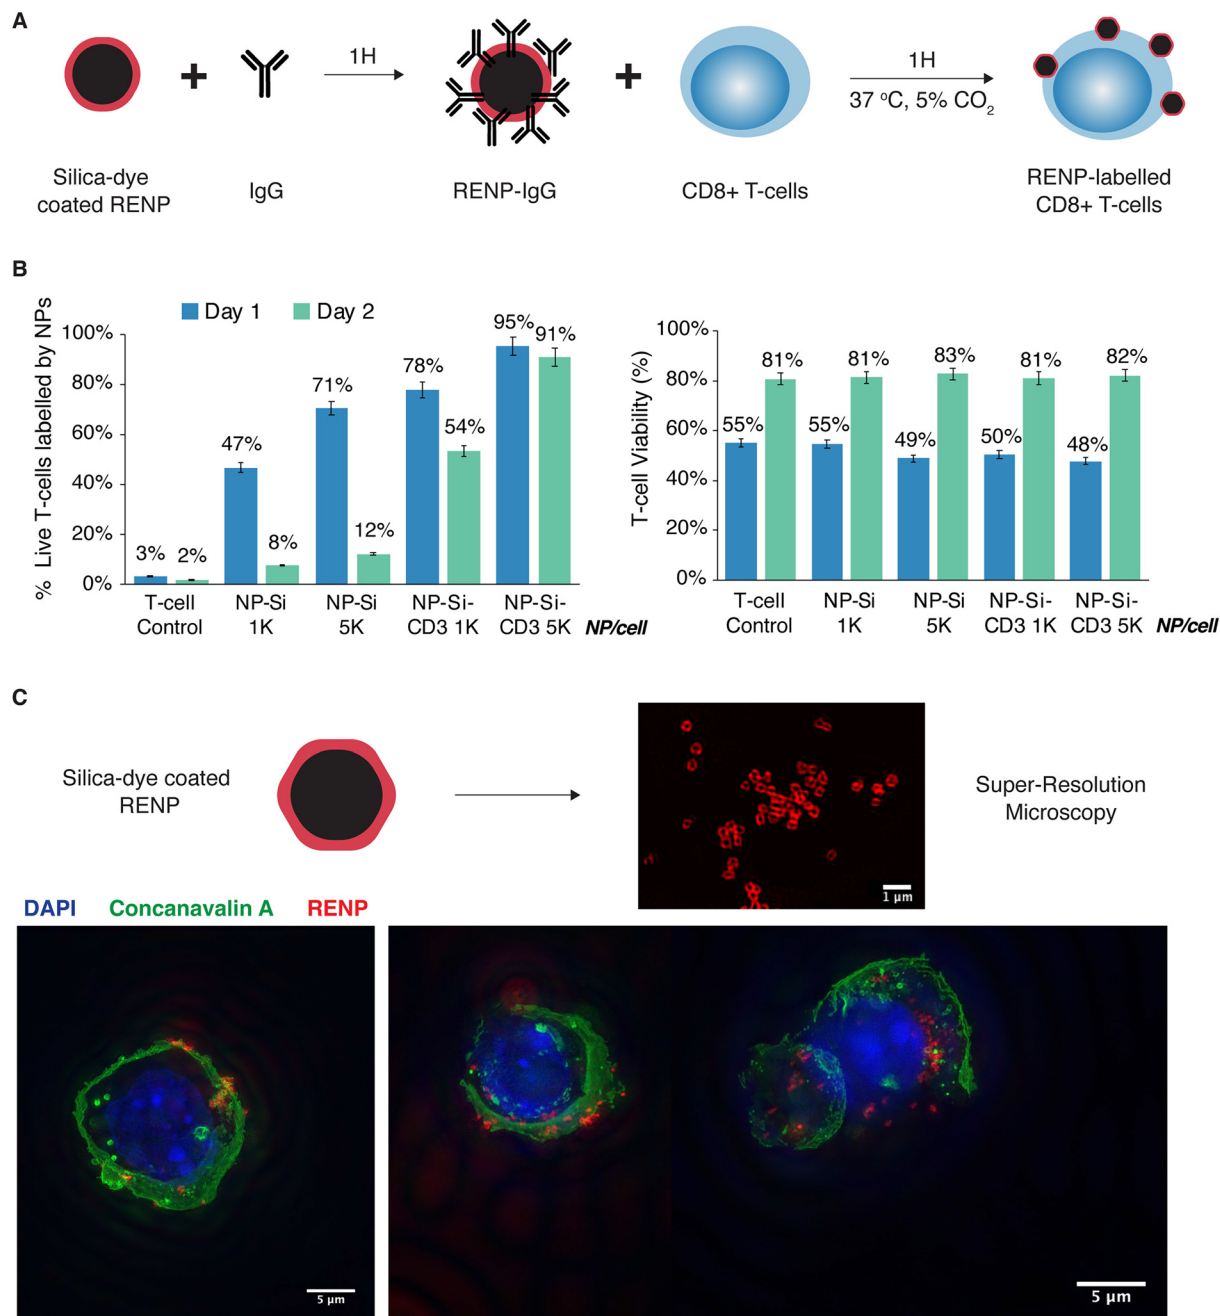 A
1H
1H
37 °C, 5% CO2
Silica-dye
coated RENP
IgG
RENP-IgG
CD8+ T-cells
RENP-labelled
CD8+ T-cells
B
% Live T-cells labelled by NPs
Day 1
Day 2
100%
80%
60%
40%
20%
0%
3%
2%
47%
8%
71%
12%
78%
54%
95%
91%
T-cell
Control
NP-Si
1K
NP-Si
5K
NP-Si-
CD3 1K
NP-Si-
CD3 5K
NP/cell
T-cell Viability (%)
100%
80%
60%
40%
20%
0%
55%
81%
55%
81%
49%
83%
50%
81%
48%
82%
T-cell
Control
NP-Si
1K
NP-Si
5K
NP-Si-
CD3 1K
NP-Si-
CD3 5K
NP/cell
C
Silica-dye coated
RENP
1 µm
Super-Resolution
Microscopy
DAPI Concanavalin A RENP
5 µm
5 µm